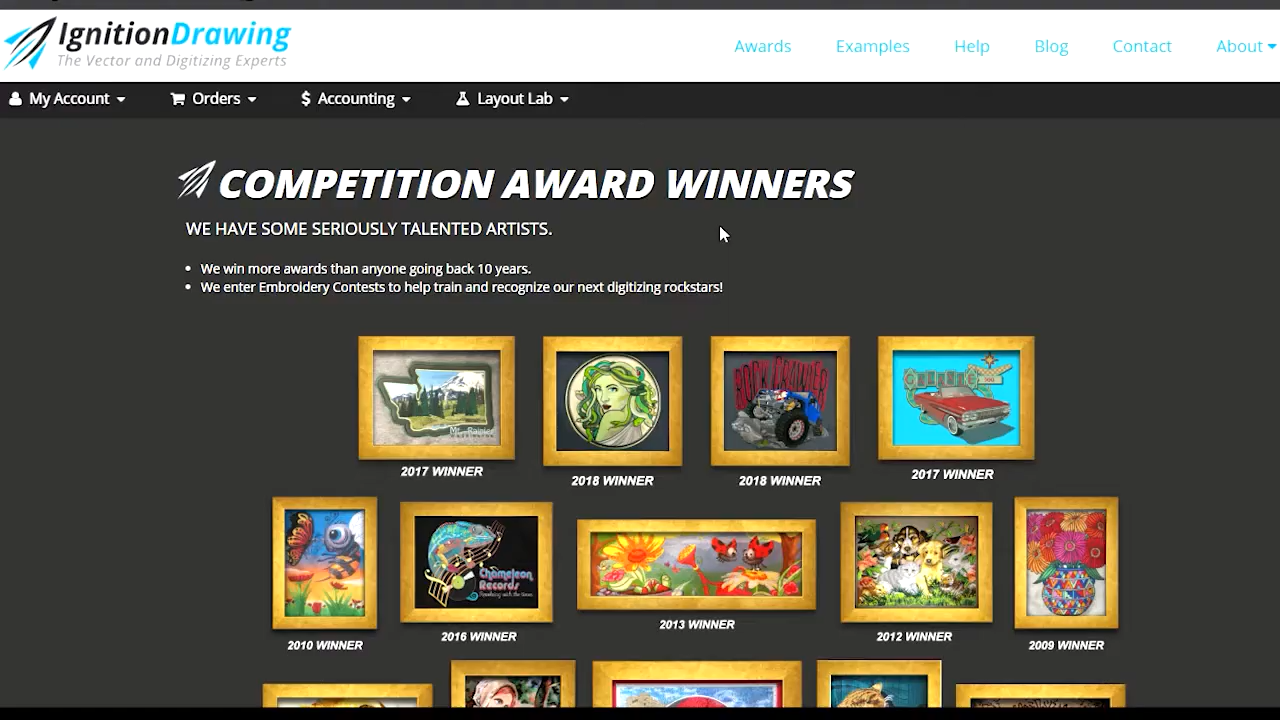 IgnitionDrawing
The Vector and Digitizing Experts
Awards Examples Help Blog Contact About
My Account Orders $ Accounting Layout Lab
COMPETITION AWARD WINNERS
WE HAVE SOME SERIOUSLY TALENTED ARTISTS.
• We win more awards than anyone going back 10 years.
• We enter Embroidery Contests to help train and recognize our next digitizing rockstars!
Mt. Rainier
WASHINGTON
2017 WINNER
2018 WINNER
2018 WINNER
2017 WINNER
Chameleon
Records
2010 WINNER
2016 WINNER
2013 WINNER
2012 WINNER
2009 WINNER